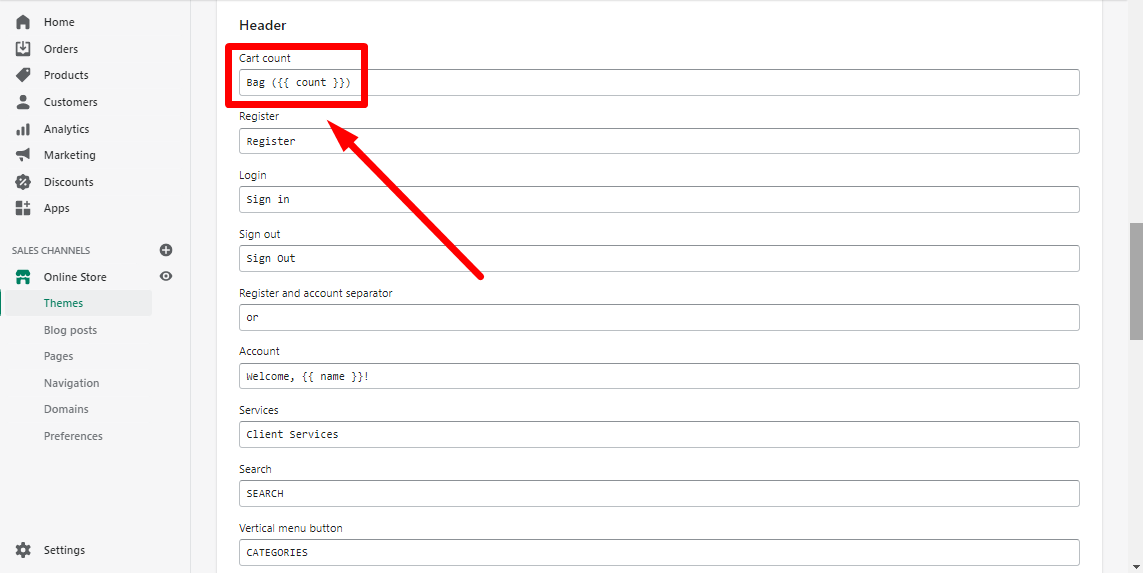 Home
Orders
Products
Customers
Analytics
Marketing
Discounts
Apps
SALES CHANNELS
Online Store
Themes
Blog posts
Pages
Navigation
Domains
Preferences
Settings
Header
Cart count
Bag ({{ count }})
Register
Register
Login
Sign in
Sign out
Sign Out
Register and account separator
or
Account
Welcome, {{ name }}!
Services
Client Services
Search
SEARCH
Vertical menu button
CATEGORIES